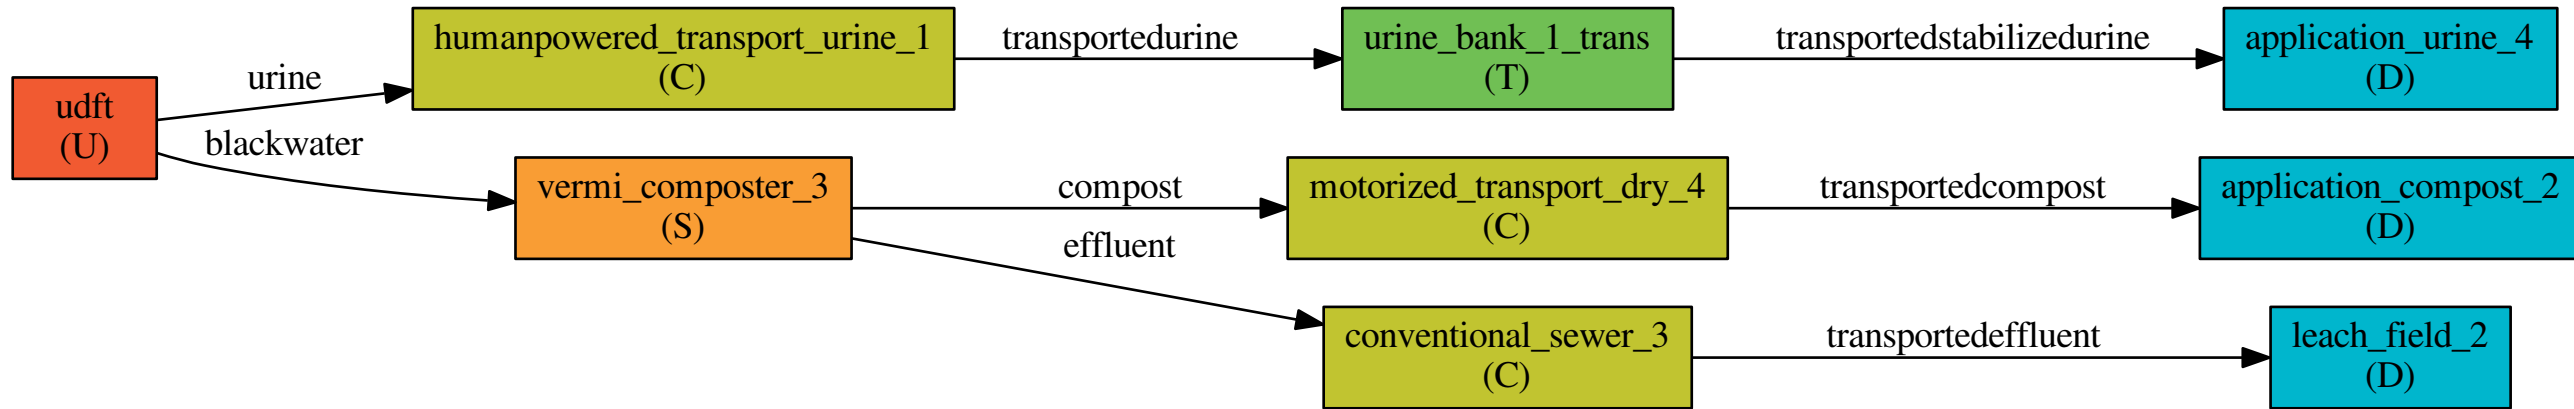 udft
(U)
urine
blackwater
humanpowered_transport_urine_1
(C)
transportedurine
urine_bank_1_trans
(T)
transportedstabilizedurine
application_urine_4
(D)
vermi_composter_3
(S)
compost
motorized_transport_dry_4
(C)
transportedcompost
application_compost_2
(D)
effluent
conventional_sewer_3
(C)
transportedeffluent
leach_field_2
(D)